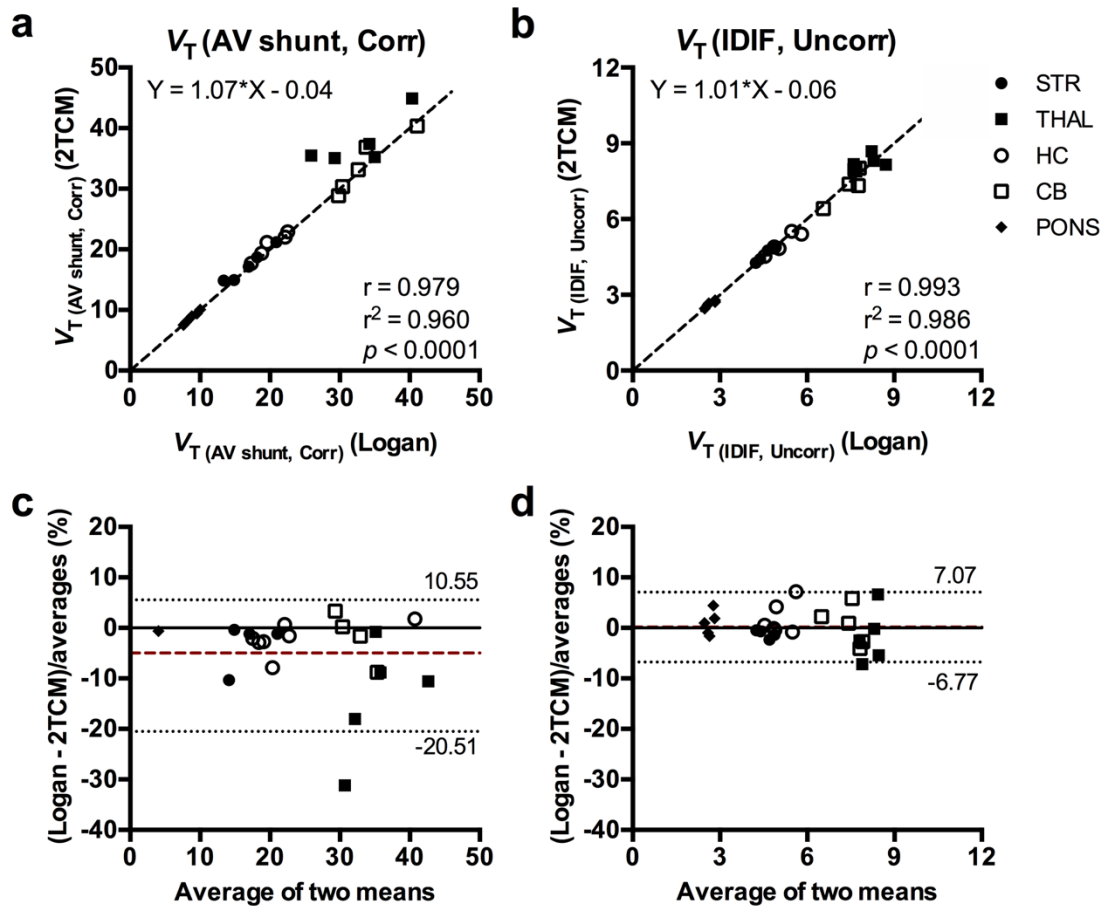 a
V_T (AV shunt, Corr)
Y = 1.07*X - 0.04
r = 0.979
r² = 0.960
p < 0.0001
V_T (AV shunt, Corr) (2TCM)
50
40
30
20
10
0
0 10 20 30 40 50
V_T (AV shunt, Corr) (Logan)
b
V_T (IDIF, Uncorr)
Y = 1.01*X - 0.06
r = 0.993
r² = 0.986
p < 0.0001
V_T (IDIF, Uncorr) (2TCM)
12
9
6
3
0
0 3 6 9 12
V_T (IDIF, Uncorr) (Logan)
STR
THAL
HC
CB
PONS
c
(Logan - 2TCM)/averages (%)
20
10
0
-10
-20
-30
-40
10.55
-20.51
0 10 20 30 40 50
Average of two means
d
(Logan - 2TCM)/averages (%)
20
10
0
-10
-20
-30
-40
7.07
-6.77
0 3 6 9 12
Average of two means